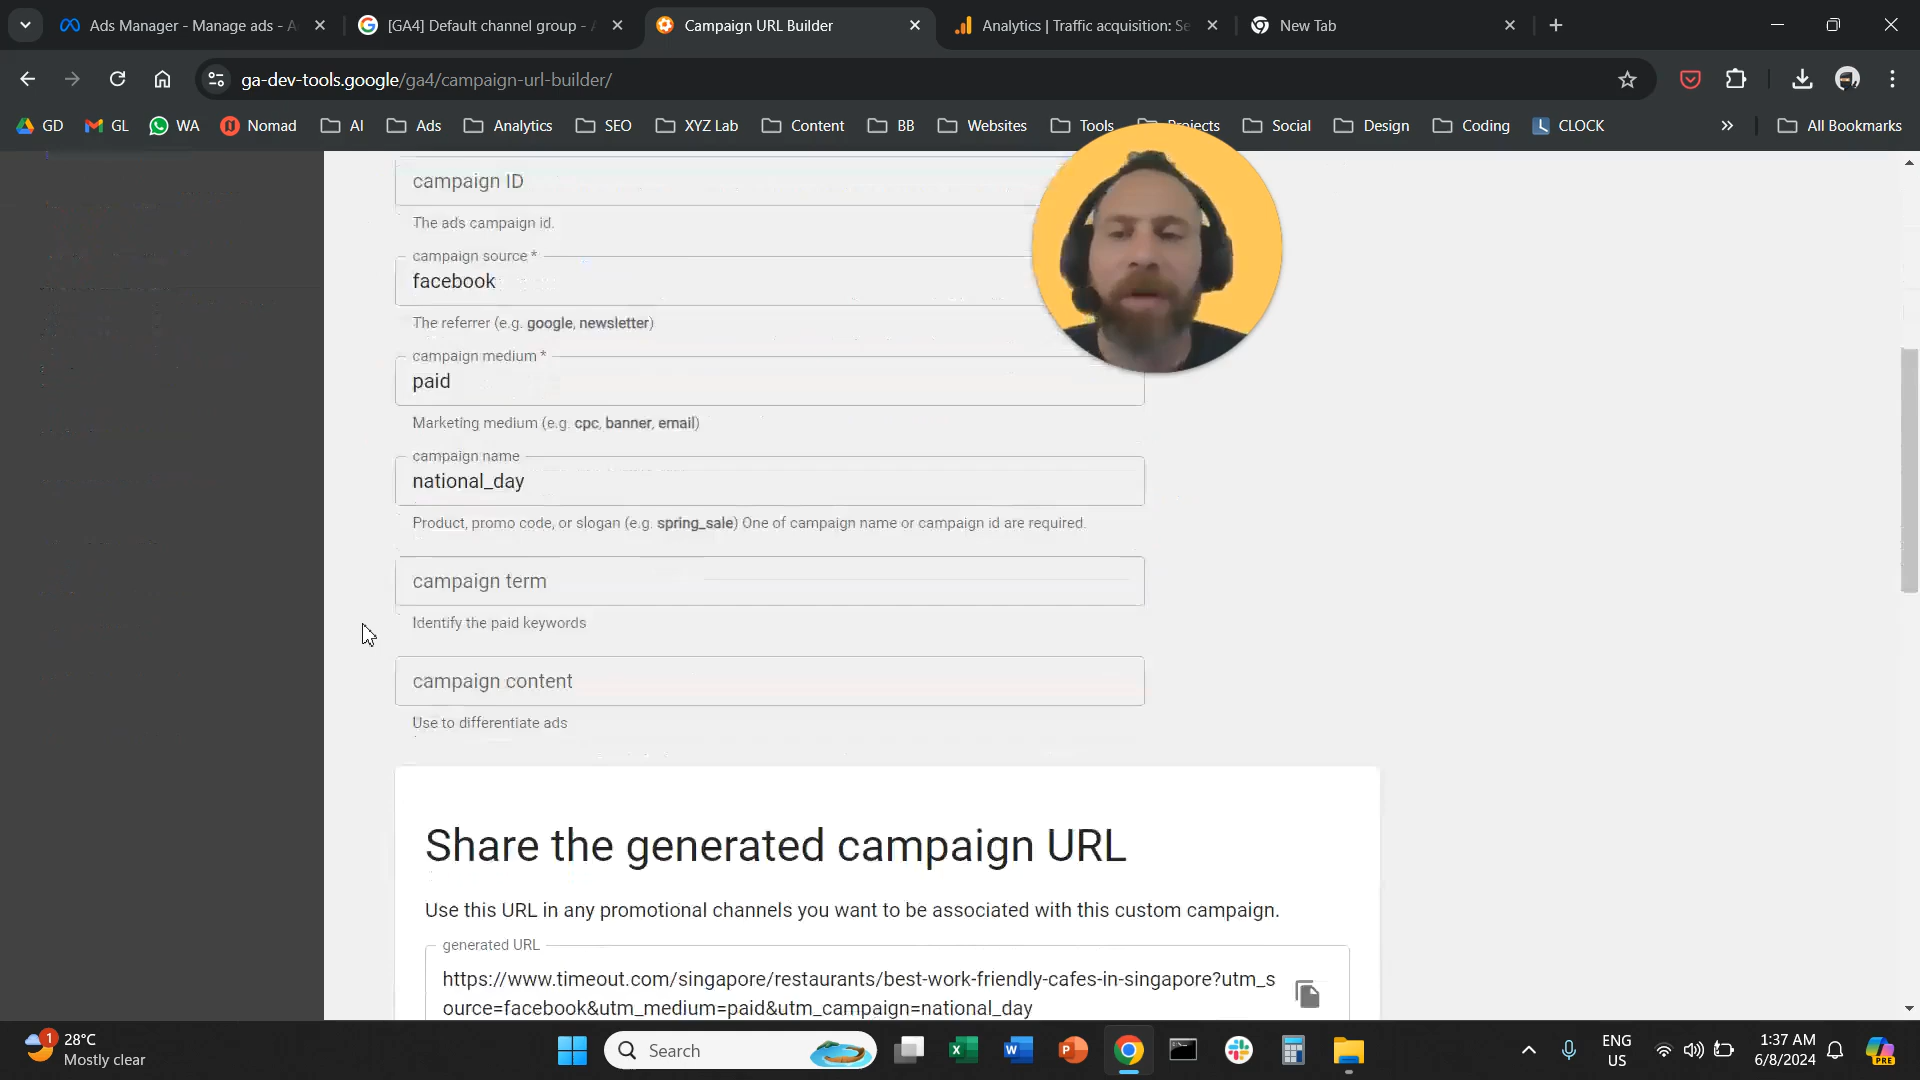 Ads Manager - Manage ads - A
[GA4] Default channel group - A
Campaign URL Builder
Analytics | Traffic acquisition: Se
New Tab
ga-dev-tools.google/ga4/campaign-url-builder/
GD
GL
WA
Nomad
AI
Ads
Analytics
SEO
XYZ Lab
Content
BB
Websites
Tools
Projects
Social
Design
Coding
CLOCK
All Bookmarks
campaign ID
The ads campaign id.
campaign source *
facebook
The referrer (e.g. google, newsletter)
campaign medium *
paid
Marketing medium (e.g. cpc, banner, email)
campaign name
national_day
Product, promo code, or slogan (e.g. spring_sale) One of campaign name or campaign id are required.
campaign term
Identify the paid keywords
campaign content
Use to differentiate ads
Share the generated campaign URL
Use this URL in any promotional channels you want to be associated with this custom campaign.
generated URL
https://www.timeout.com/singapore/restaurants/best-work-friendly-cafes-in-singapore?utm_s
ource=facebook&utm_medium=paid&utm_campaign=national_day
1
28°C
Mostly clear
Search
ENG
US
1:37 AM
6/8/2024
PRE